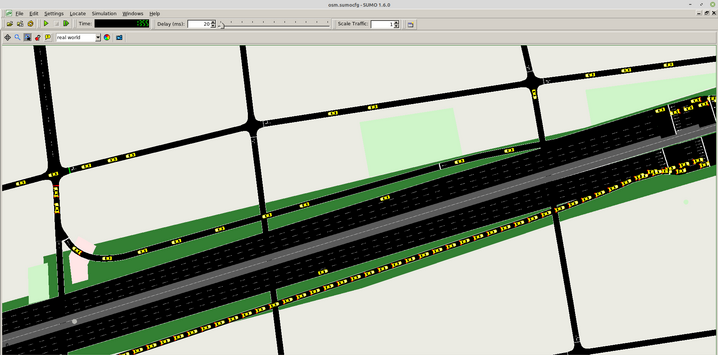 osm.sumocfg - SUMO 1.6.0
File Edit Settings Locate Simulation Windows Help
Time: Delay (ms): 20 Scale Traffic: 1
real world